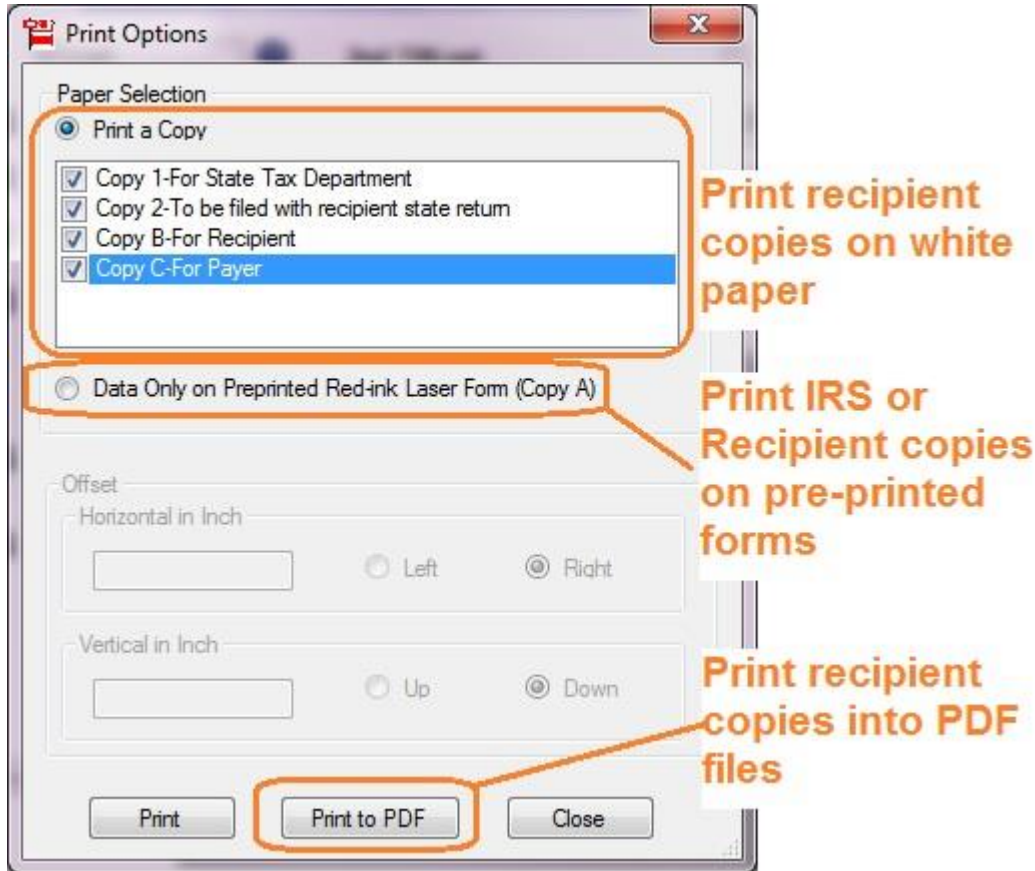 Print Options
Paper Selection
Print a Copy
Copy 1-For State Tax Department
Copy 2-To be filed with recipient state return
Copy B-For Recipient
Copy C-For Payer
Print recipient
copies on white
paper
Data Only on Preprinted Red-ink Laser Form (Copy A)
Print IRS or
Recipient copies
on pre-printed
forms
Offset
Horizontal in Inch
Left
Right
Vertical in Inch
Up
Down
Print recipient
copies into PDF
files
Print
Print to PDF
Close